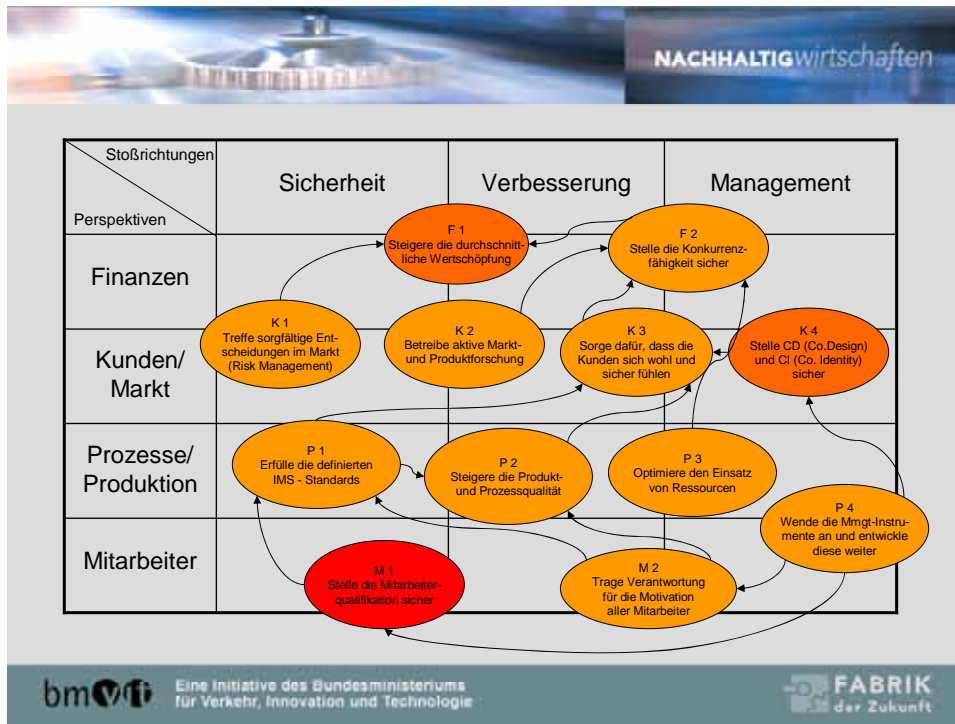 NACHHALTIGwirtschaften
Stoßrichtungen
Perspektiven
Sicherheit
Verbesserung
Management
F 1
Steigere die durchschnitt-
liche Wertschöpfung
F 2
Stelle die Konkurrenz-
fähigkeit sicher
Finanzen
K 1
Treffe sorgfältige Ent-
scheidungen im Markt
(Risk Management)
K 2
Betreibe aktive Markt-
und Produktforschung
K 3
Sorge dafür, dass die
Kunden sich wohl und
sicher fühlen
K 4
Stelle CD (Co.Design)
und CI (Co. Identity)
sicher
Kunden/
Markt
P 1
Erfülle die definierten
IMS - Standards
P 2
Steigere die Produkt-
und Prozessqualität
P 3
Optimiere den Einsatz
von Ressourcen
Prozesse/
Produktion
P 4
Wende die Mmgt-Instru-
mente an und entwickle
diese weiter
Mitarbeiter
M 1
Stelle die Mitarbeiter-
qualifikation sicher
M 2
Trage Verantwortung
für die Motivation
aller Mitarbeiter
bmvit
Eine Initiative des Bundesministeriums
für Verkehr, Innovation und Technologie
FABRIK
der Zukunft